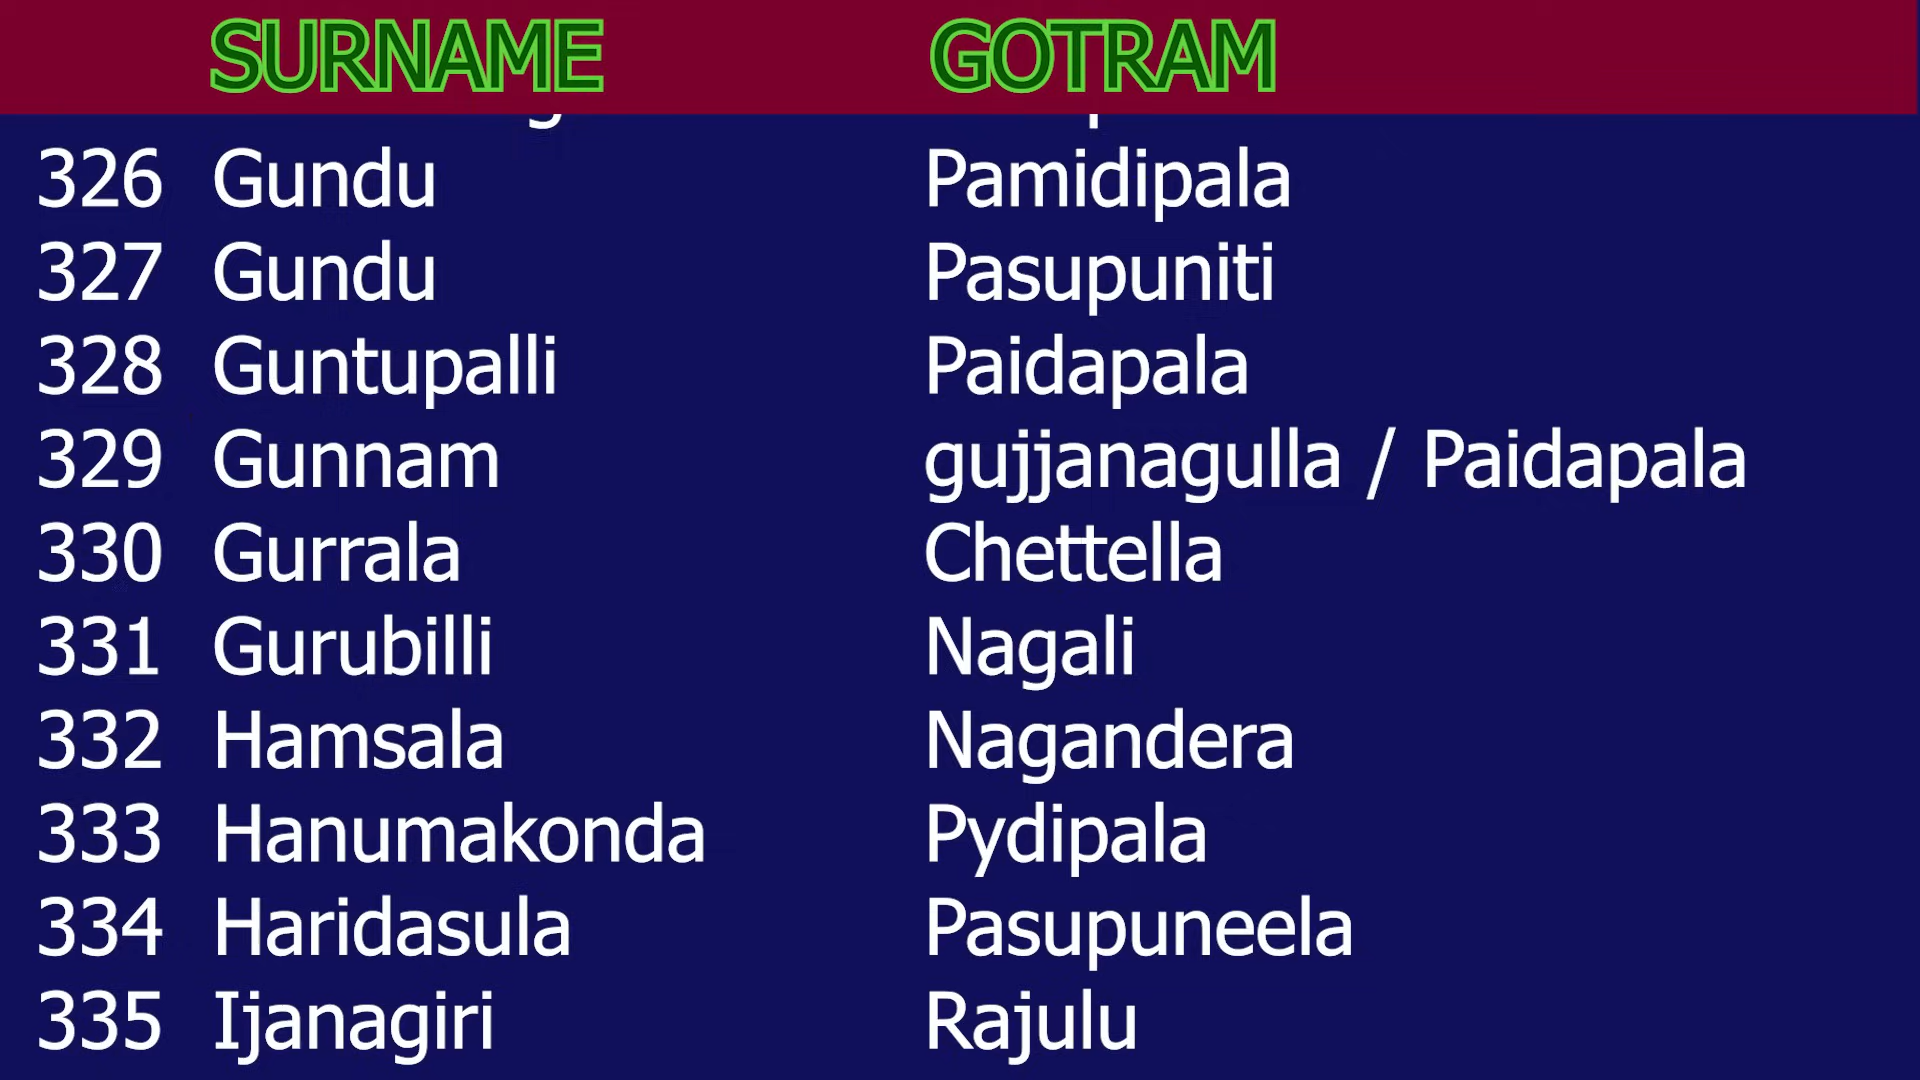 SURNAME GOTRAM
326 Gundu Pamidipala
327 Gundu Pasupuniti
328 Guntupalli Paidapala
329 Gunnam gujjanagulla / Paidapala
330 Gurrala Chettella
331 Gurubilli Nagali
332 Hamsala Nagandera
333 Hanumakonda Pydipala
334 Haridasula Pasupuneela
335 Ijanagiri Rajulu